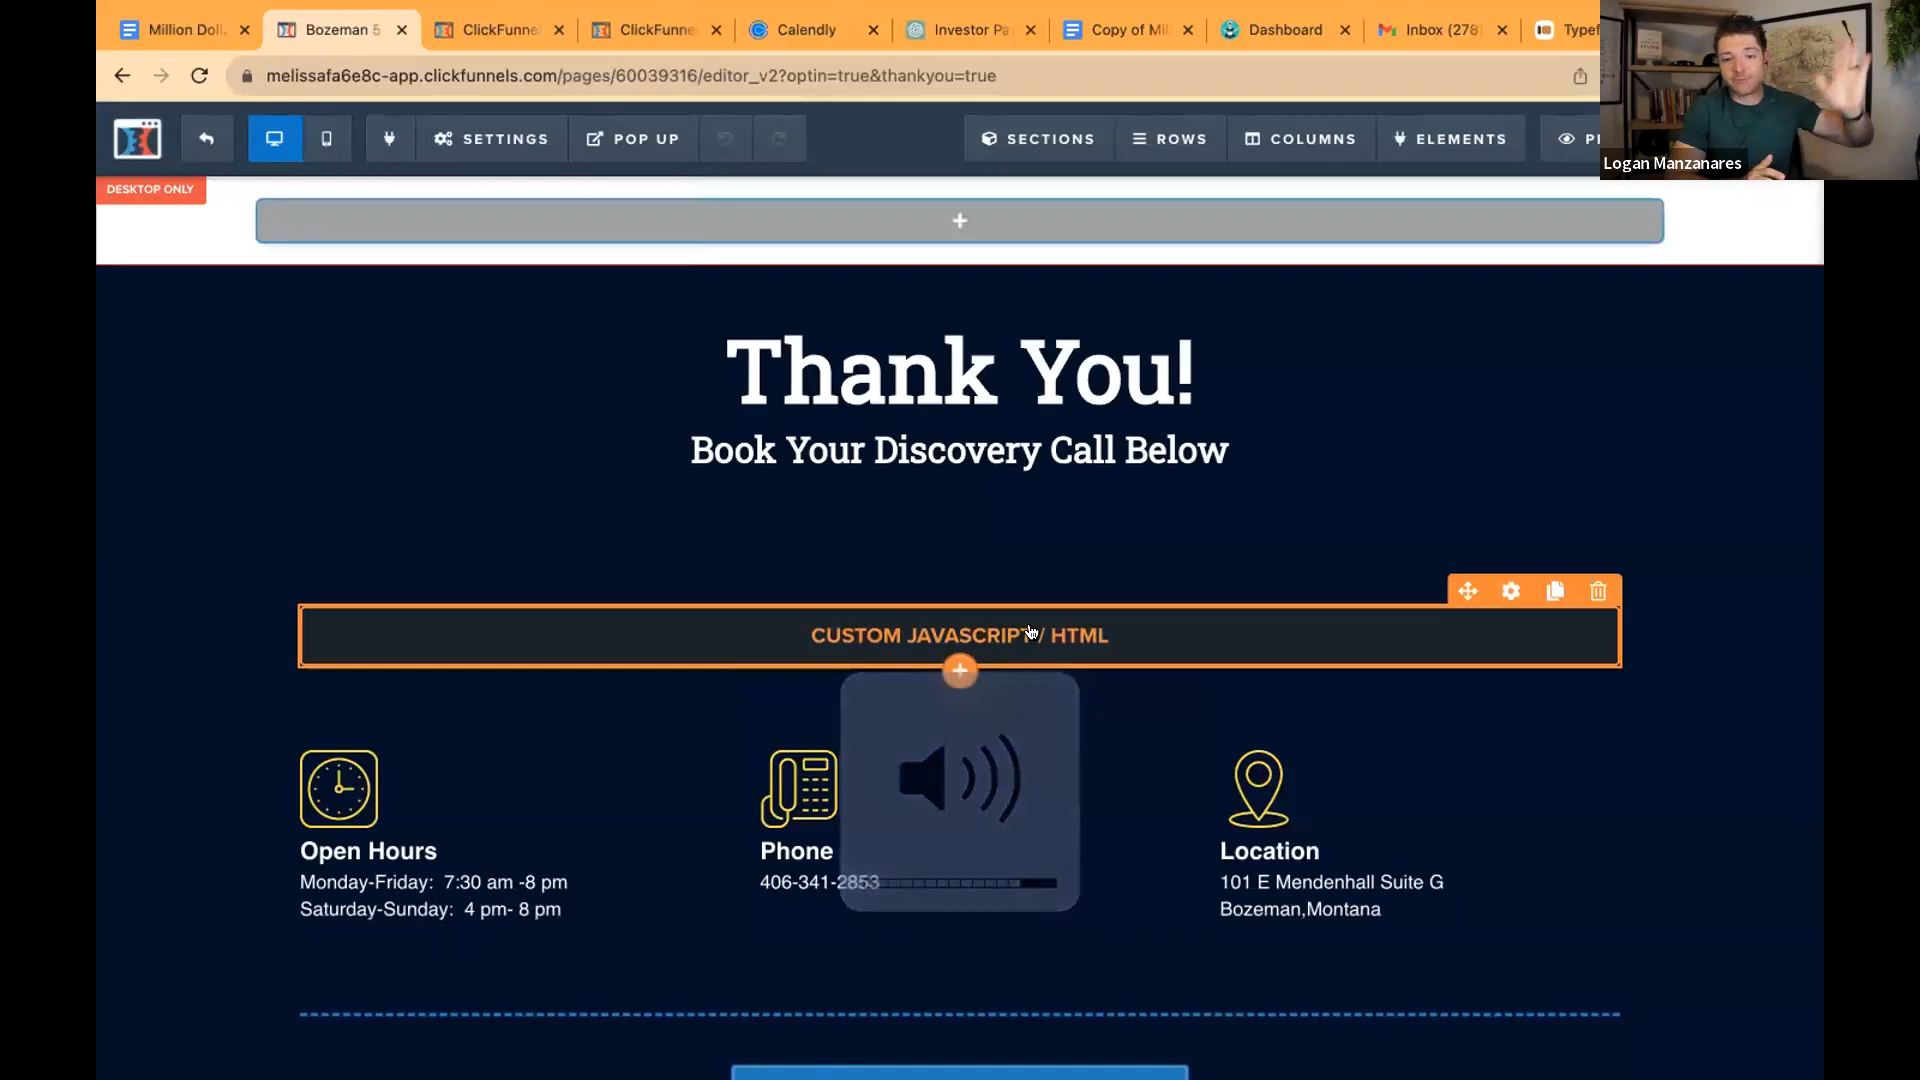 Million Doll
Bozeman 5
ClickFunne
ClickFunne
Calendly
Investor Pa
Copy of Mil
Dashboard
Inbox (278)
Typef
melissafa6e8c-app.clickfunnels.com/pages/60039316/editor_v2?optin=true&thankyou=true
SETTINGS
POP UP
SECTIONS
ROWS
COLUMNS
ELEMENTS
Logan Manzanares
DESKTOP ONLY
Thank You!
Book Your Discovery Call Below
CUSTOM JAVASCRIPT / HTML
Open Hours
Monday-Friday: 7:30 am -8 pm
Saturday-Sunday: 4 pm- 8 pm
Phone
406-341-2853
Location
101 E Mendenhall Suite G
Bozeman,Montana